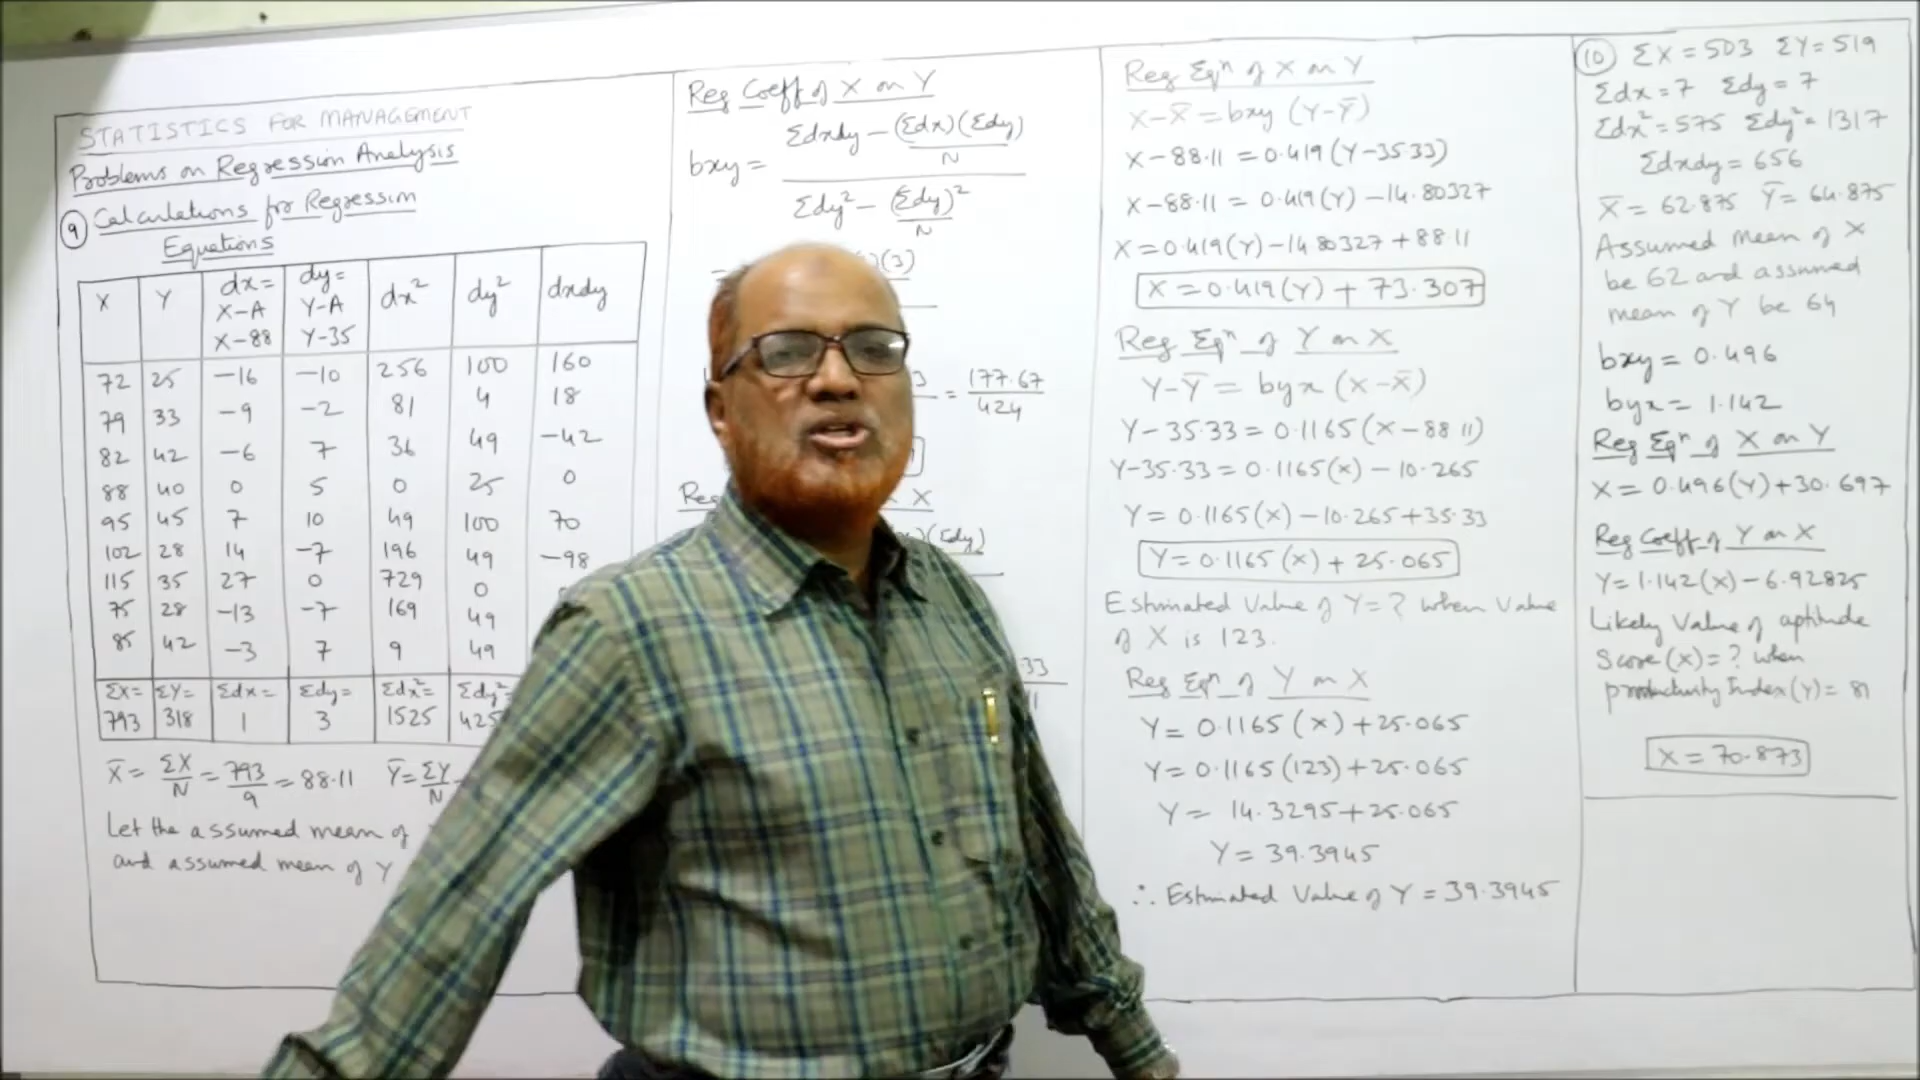 STATISTICS FOR MANAGEMENT
Problems on Regression Analysis
9 Calculations for Regression
Equations
X Y dx= X-A X-88 dy= Y-A Y-35 dx² dy² dxdy
72 25 -16 -10 256 100 160
79 33 -9 -2 81 4 18
82 42 -6 7 36 49 -42
88 40 0 5 0 25 0
95 45 7 10 49 100 70
102 28 14 -7 196 49 -98
115 35 27 0 729 0
75 28 -13 -7 169 49
85 42 -3 7 9 49
ΣX= 793 ΣY= 318 Σdx= 1 Σdy= 3 Σdx²= 1525 Σdy²= 425
X̄ = ΣX/N = 793/9 = 88.11 Ȳ = ΣY/N
Let the assumed mean of
and assumed mean of Y
Reg Coeff of X on Y
bxy = (Σdxdy - (Σdx)(Σdy)/N) / (Σdy² - (Σdy)²/N)
)(3)
3 = 177.67/424
Reg X
)(Σdy)
33
1
Reg Eqⁿ of X on Y
X-X̄ = bxy (Y-Ȳ)
X-88.11 = 0.419(Y-35.33)
X-88.11 = 0.419(Y) -14.80327
X = 0.419(Y)-14.80327+88.11
X = 0.419(Y) + 73.307
Reg Eqⁿ of Y on X
Y-Ȳ = byx (X-X̄)
Y-35.33 = 0.1165(X-88.11)
Y-35.33 = 0.1165(x) - 10.265
Y = 0.1165(x) -10.265+35.33
Y = 0.1165(x) + 25.065
Estimated Value of Y=? when value
of X is 123.
Reg Eqⁿ of Y on X
Y = 0.1165(x)+25.065
Y = 0.1165(123)+25.065
Y = 14.3295+25.065
Y = 39.3945
∴ Estimated Value of Y = 39.3945
10 ΣX = 503 ΣY = 519
Σdx = 7 Σdy = 7
Σdx² = 575 Σdy² = 1317
Σdxdy = 656
X̄ = 62.875 Ȳ = 64.875
Assumed mean of X
be 62 and assumed
mean of Y be 64
bxy = 0.496
byx = 1.142
Reg Eqⁿ of X on Y
X = 0.496(Y)+30.697
Reg Coeff of Y on X
Y = 1.142(x)-6.92825
Likely Value of aptitude
Score(x)=? when
productivity Index(Y)= 81
X = 70.873